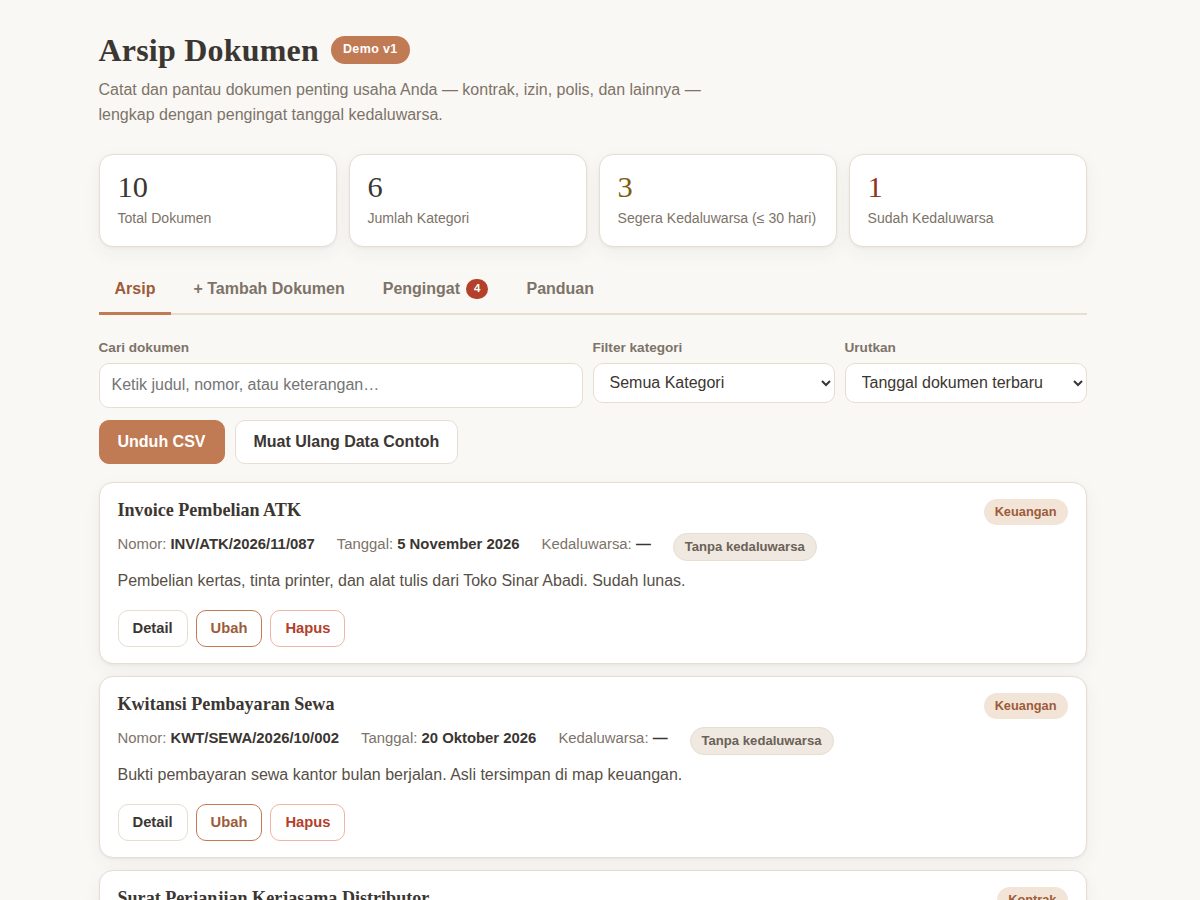 Arsip Dokumen Demo v1
Catat dan pantau dokumen penting usaha Anda — kontrak, izin, polis, dan lainnya —
lengkap dengan pengingat tanggal kedaluwarsa.
10 6 3 1
Total Dokumen Jumlah Kategori Segera Kedaluwarsa (≤ 30 hari) Sudah Kedaluwarsa
Arsip + Tambah Dokumen Pengingat 4 Panduan
Cari dokumen Filter kategori Urutkan
Ketik judul, nomor, atau keterangan… Semua Kategori Tanggal dokumen terbaru
Unduh CSV Muat Ulang Data Contoh
Invoice Pembelian ATK Keuangan
Nomor: INV/ATK/2026/11/087 Tanggal: 5 November 2026 Kedaluwarsa: — Tanpa kedaluwarsa
Pembelian kertas, tinta printer, dan alat tulis dari Toko Sinar Abadi. Sudah lunas.
Detail Ubah Hapus
Kwitansi Pembayaran Sewa Keuangan
Nomor: KWT/SEWA/2026/10/002 Tanggal: 20 Oktober 2026 Kedaluwarsa: — Tanpa kedaluwarsa
Bukti pembayaran sewa kantor bulan berjalan. Asli tersimpan di map keuangan.
Detail Ubah Hapus
Surat Perjanjian Kerjasama Distributor Kontrak